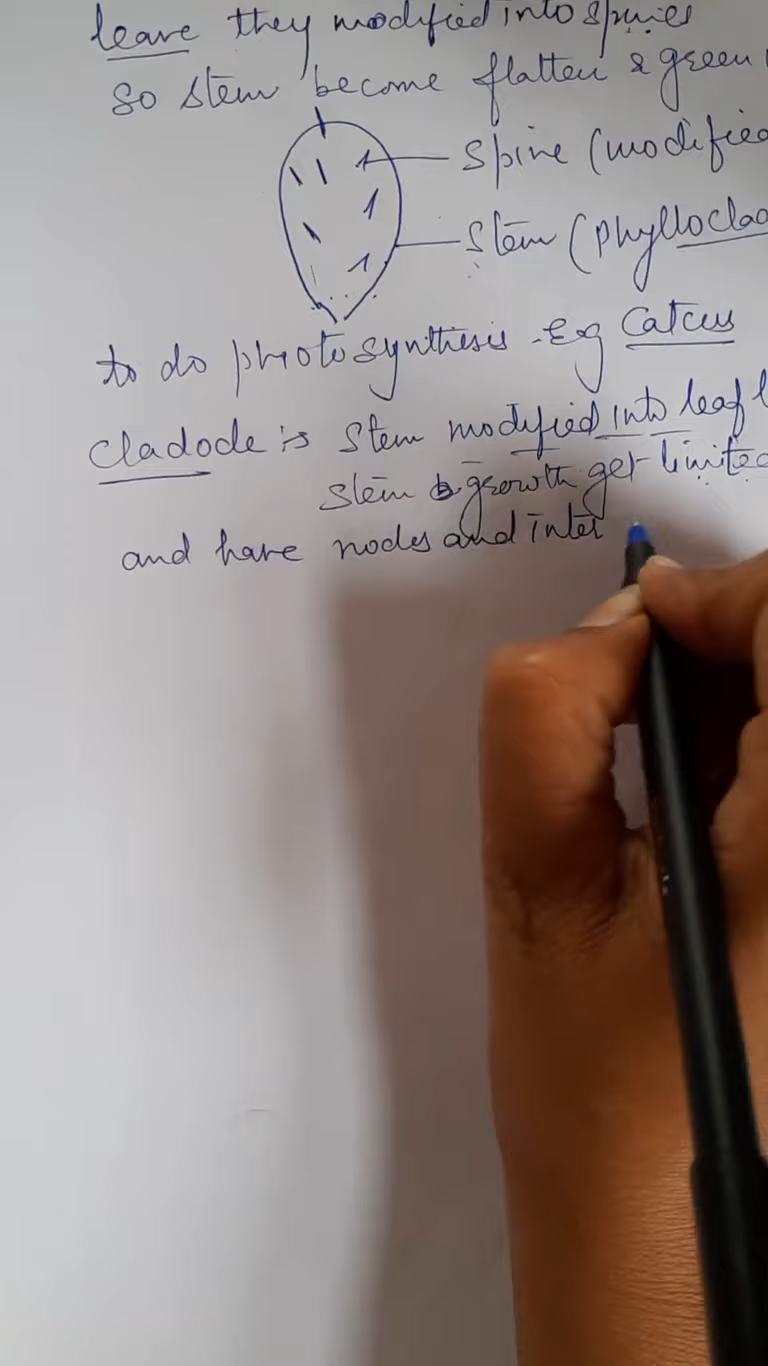 leave they modified into spines
so stem become flatten & green
Spine (modified
Stem (phylloclad
to do photosynthesis . Eg Catcus
Cladode is stem modified into leaf l
stem growth get limited
and have nodes and inter